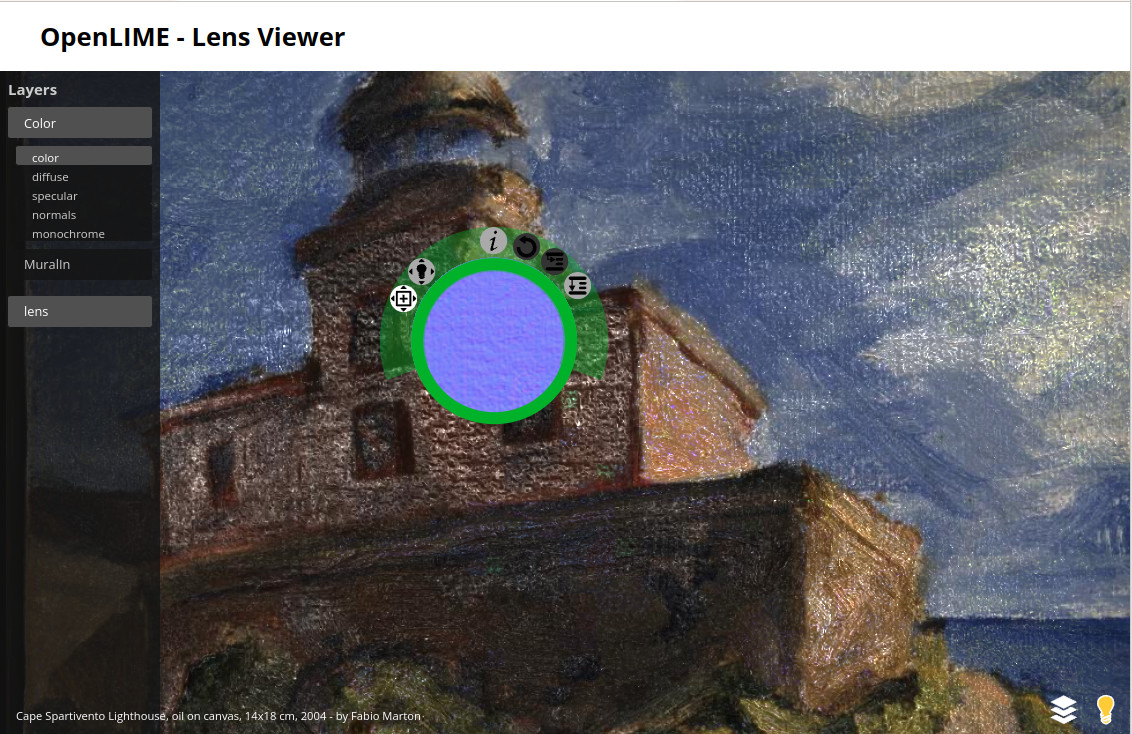 OpenLIME - Lens Viewer
Layers
Color
color
diffuse
specular
normals
monochrome
MuralIn
lens
i
Cape Spartivento Lighthouse, oil on canvas, 14x18 cm, 2004 - by Fabio Marton